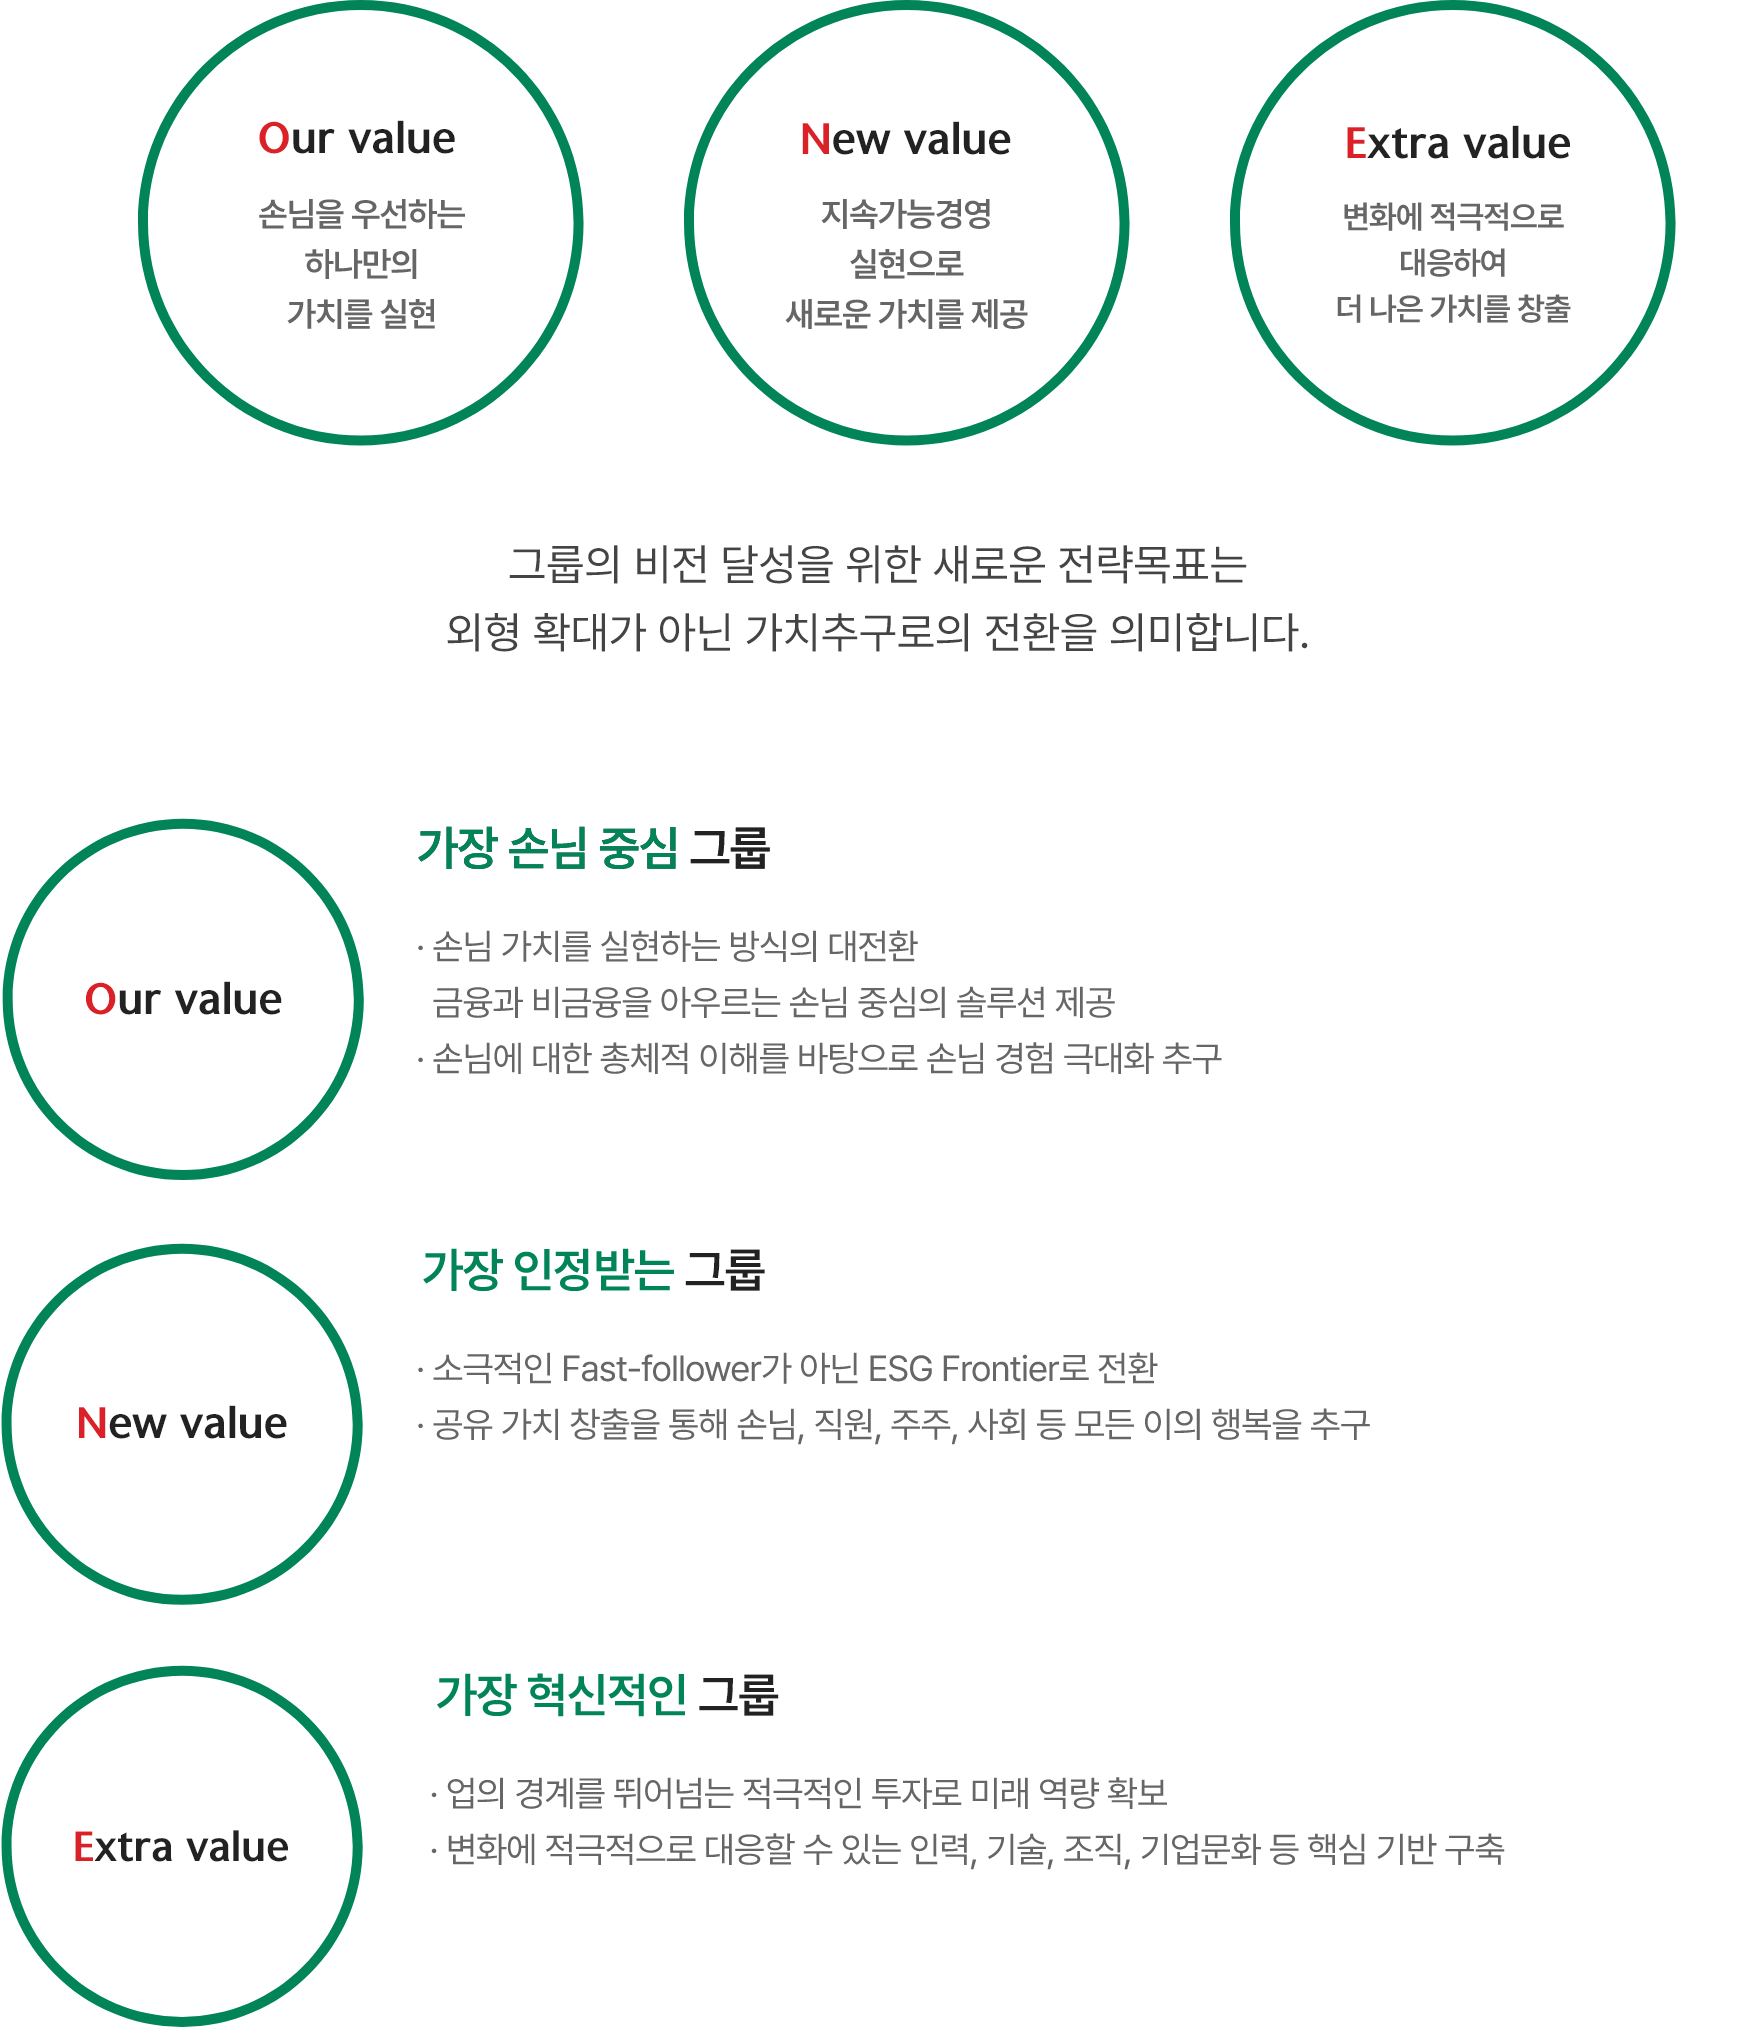 Our value
손님을 우선하는
하나만의
가치를 실현
New value
지속가능경영
실현으로
새로운 가치를 제공
Extra value
변화에 적극적으로
대응하여
더 나은 가치를 창출
그룹의 비전 달성을 위한 새로운 전략목표는
외형 확대가 아닌 가치추구로의 전환을 의미합니다.
Our value
가장 손님 중심 그룹
· 손님 가치를 실현하는 방식의 대전환
금융과 비금융을 아우르는 손님 중심의 솔루션 제공
· 손님에 대한 총체적 이해를 바탕으로 손님 경험 극대화 추구
New value
가장 인정받는 그룹
· 소극적인 Fast-follower가 아닌 ESG Frontier로 전환
· 공유 가치 창출을 통해 손님, 직원, 주주, 사회 등 모든 이의 행복을 추구
Extra value
가장 혁신적인 그룹
· 업의 경계를 뛰어넘는 적극적인 투자로 미래 역량 확보
· 변화에 적극적으로 대응할 수 있는 인력, 기술, 조직, 기업문화 등 핵심 기반 구축